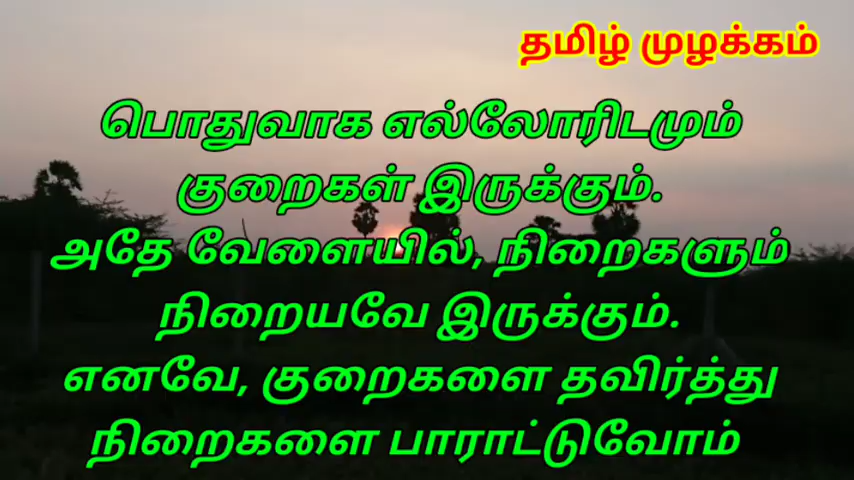 தமிழ் முழக்கம்
பொதுவாக எல்லோரிடமும்
குறைகள் இருக்கும்.
அதே வேளையில், நிறைகளும்
நிறையவே இருக்கும்.
எனவே, குறைகளை தவிர்த்து
நிறைகளை பாராட்டுவோம்